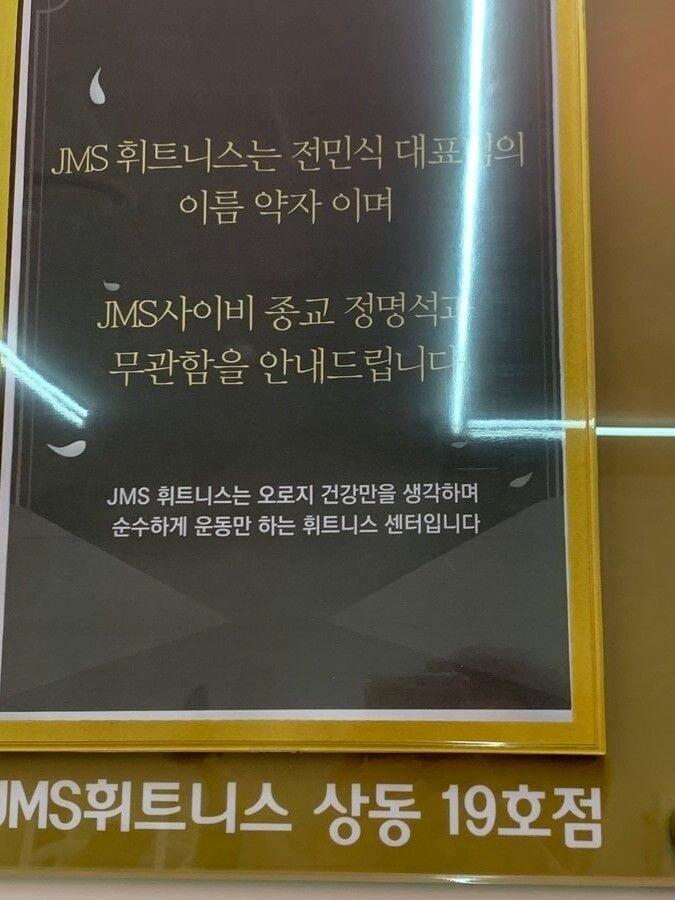 JMS 휘트니스는 전민식 대표님의
이름 약자 이며
JMS사이비 종교 정명석과
무관함을 안내드립니다
JMS 휘트니스는 오로지 건강만을 생각하며
순수하게 운동만 하는 휘트니스 센터입니다
JMS휘트니스 상동 19호점